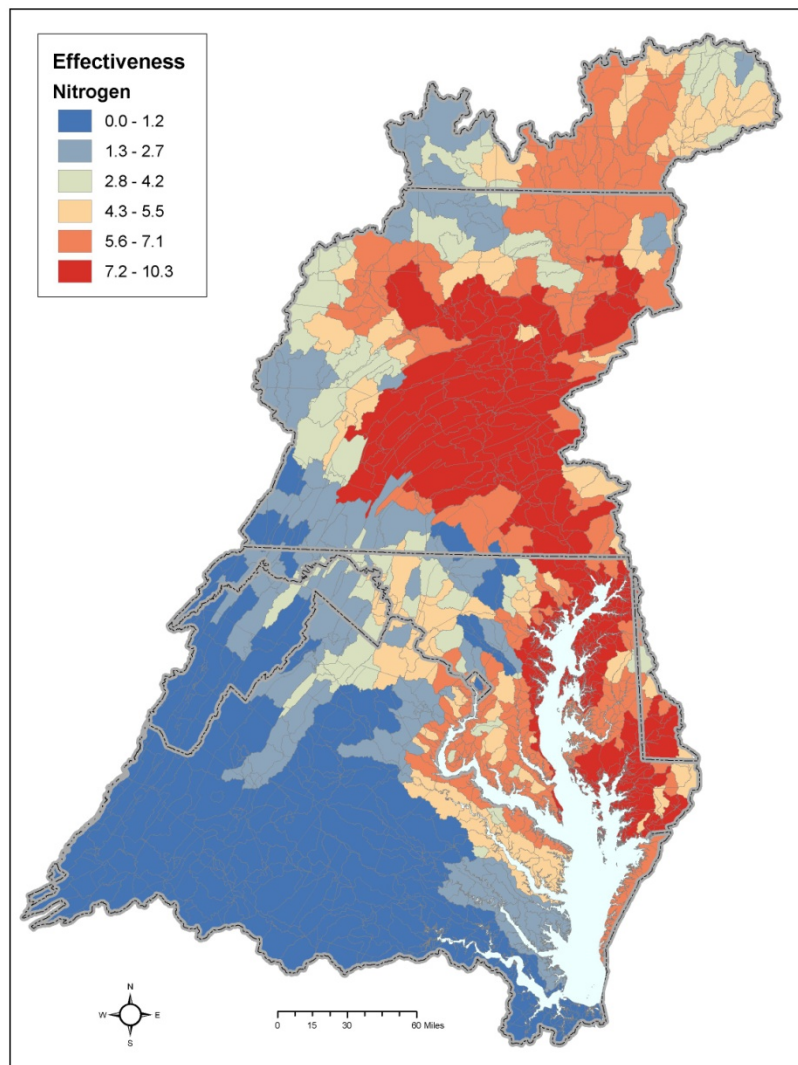 Effectiveness
Nitrogen
0.0 - 1.2
1.3 - 2.7
2.8 - 4.2
4.3 - 5.5
5.6 - 7.1
7.2 - 10.3
N
W E
S
0 15 30 60 Miles